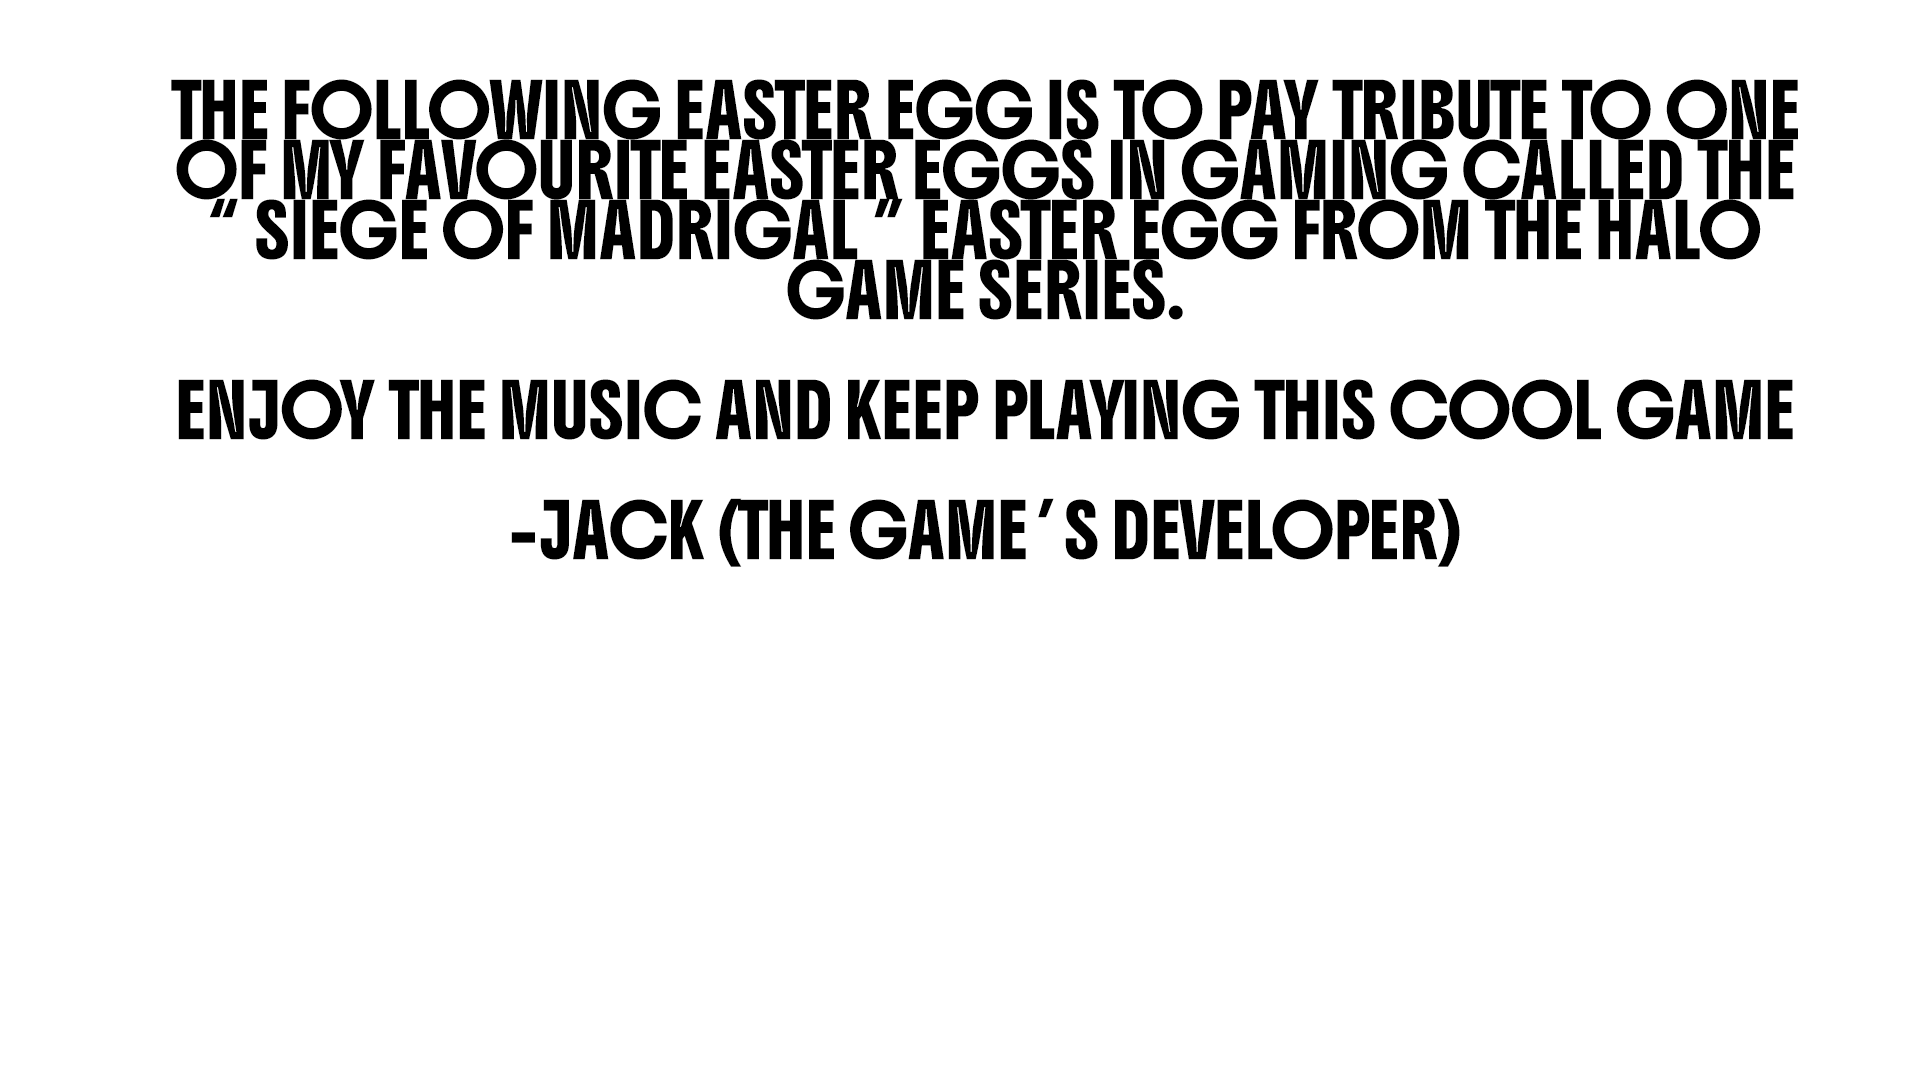 THE FOLLOWING EASTER EGG IS TO PAY TRIBUTE TO ONE
OF MY FAVOURITE EASTER EGGS IN GAMING CALLED THE
“ SIEGE OF MADRIGAL ” EASTER EGG FROM THE HALO
GAME SERIES.
ENJOY THE MUSIC AND KEEP PLAYING THIS COOL GAME
-JACK (THE GAME ’ S DEVELOPER)